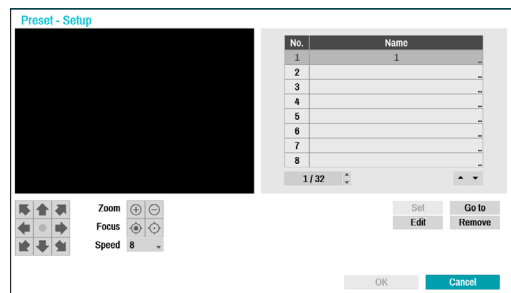 Preset - Setup
No. Name
1 1 ...
2 ...
3 ...
4 ...
5 ...
6 ...
7 ...
8 ...
1 / 32
Zoom
Focus
Speed 8
Set Go to
Edit Remove
OK Cancel